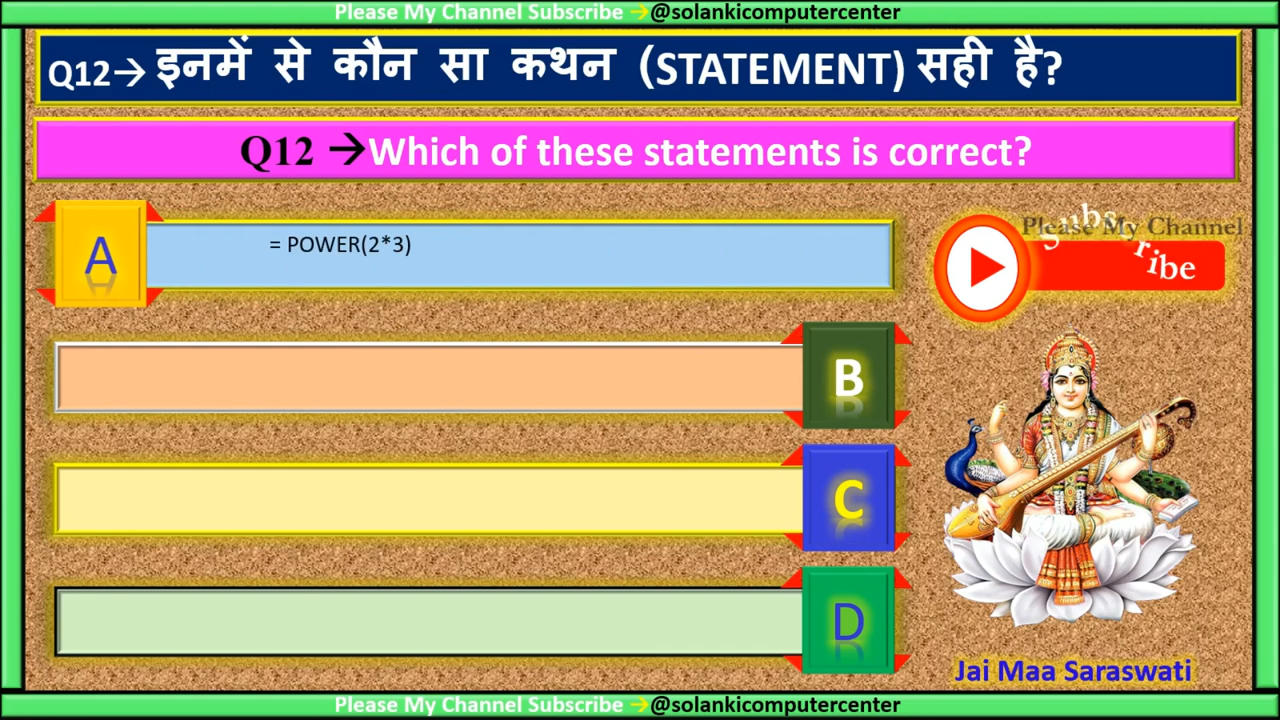 Please My Channel Subscribe →@solankicomputercenter
Q12→ इनमें से कौन सा कथन (STATEMENT) सही है?
Q12 →Which of these statements is correct?
A
= POWER(2*3)
Please My Channel
Subscribe
B
C
D
Jai Maa Saraswati
Please My Channel Subscribe →@solankicomputercenter